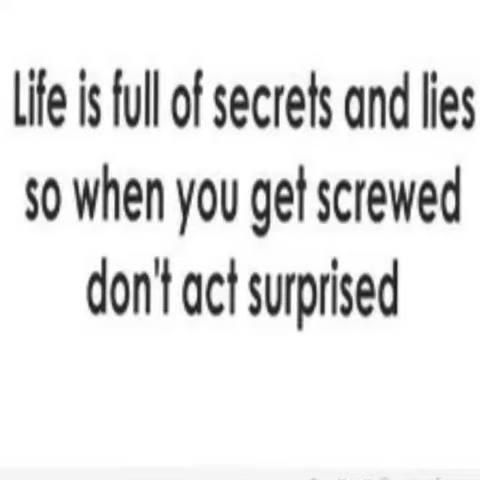 Life is full of secrets and lies
so when you get screwed
don't act surprised